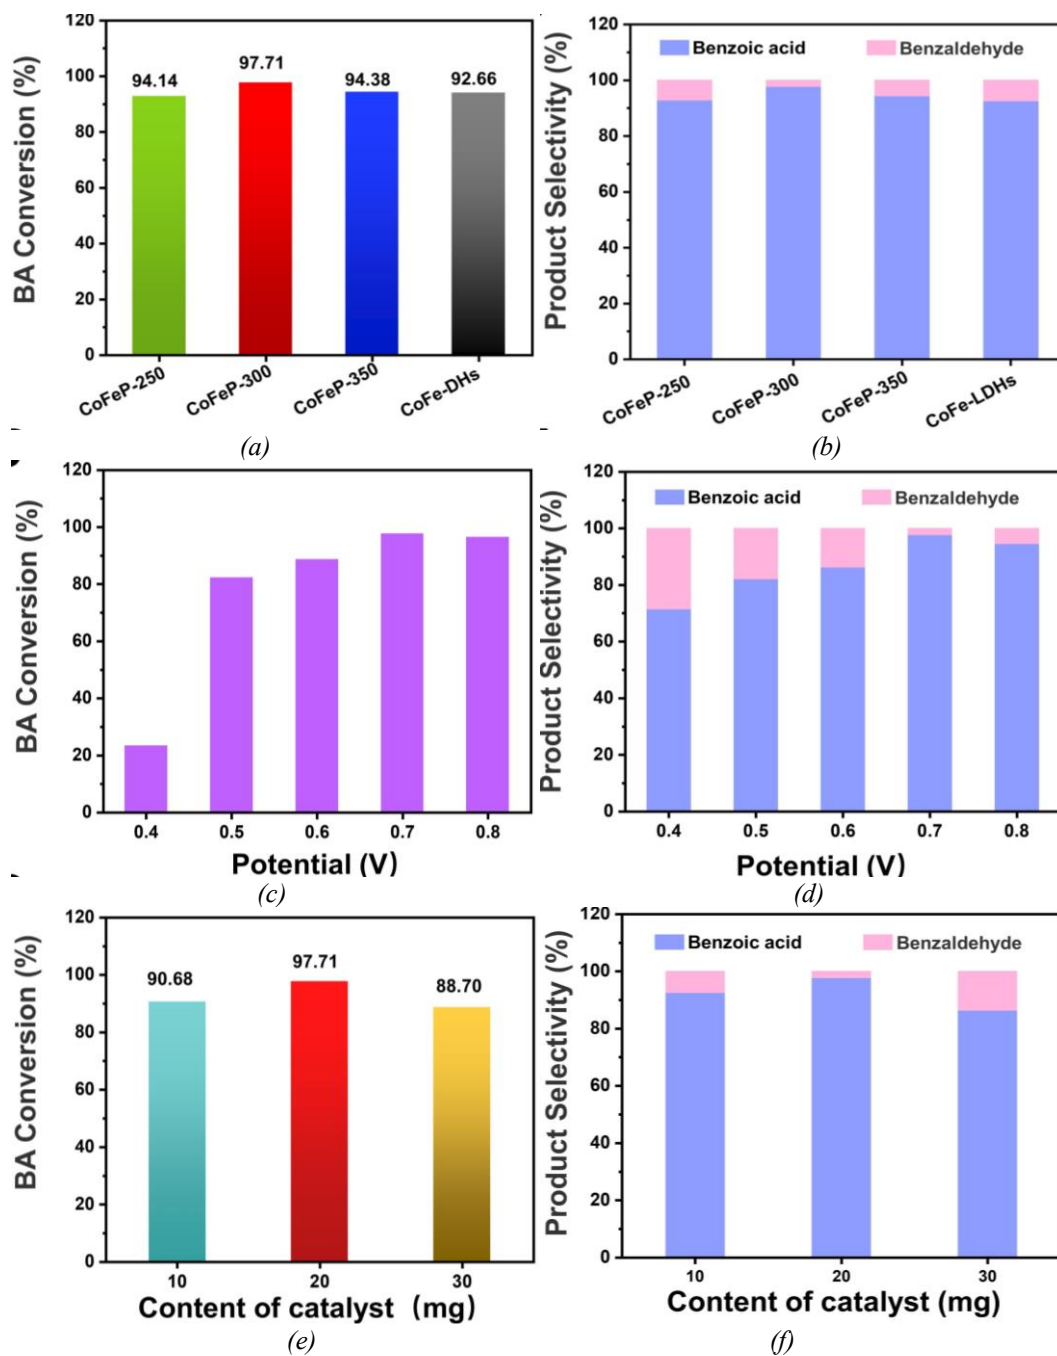 BA Conversion (%)
120
100
80
60
40
20
0
94.14
97.71
94.38
92.66
CoFeP-250
CoFeP-300
CoFeP-350
CoFe-DHs
(a)
Product Selectivity (%)
120
100
80
60
40
20
0
Benzoic acid
Benzaldehyde
CoFeP-250
CoFeP-300
CoFeP-350
CoFe-LDHs
(b)
BA Conversion (%)
120
100
80
60
40
20
0
0.4
0.5
0.6
0.7
0.8
Potential (V)
(c)
Product Selectivity (%)
120
100
80
60
40
20
0
Benzoic acid
Benzaldehyde
0.4
0.5
0.6
0.7
0.8
Potential (V)
(d)
BA Conversion (%)
120
100
80
60
40
20
0
90.68
97.71
88.70
10
20
30
Content of catalyst (mg)
(e)
Product Selectivity (%)
120
100
80
60
40
20
0
Benzoic acid
Benzaldehyde
10
20
30
Content of catalyst (mg)
(f)